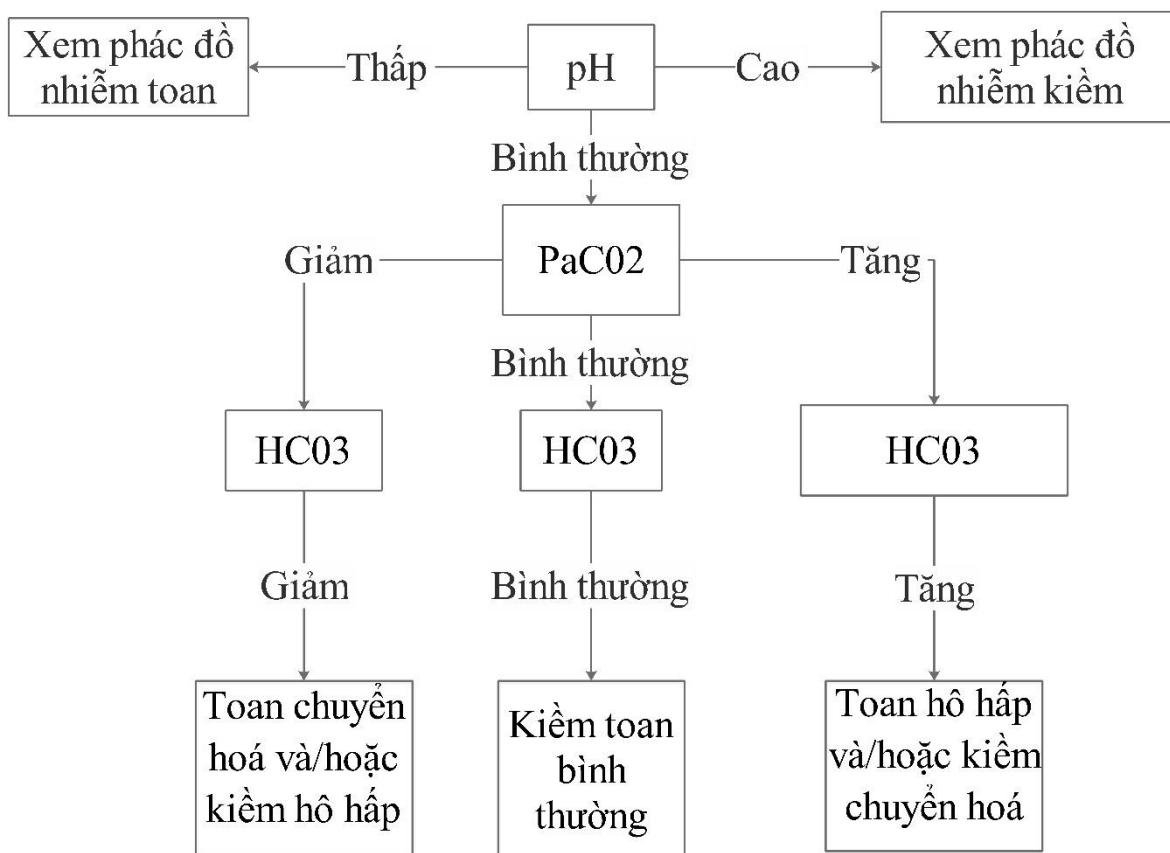 Xem phác đồ
nhiễm toan
Thấp
pH
Cao
Xem phác đồ
nhiễm kiềm
Bình thường
Giảm
PaC02
Tăng
Bình thường
HC03
HC03
HC03
Giảm
Bình thường
Tăng
Toan chuyển
hoá và/hoặc
kiềm hô hấp
Kiềm toan
bình
thường
Toan hô hấp
và/hoặc kiềm
chuyển hoá